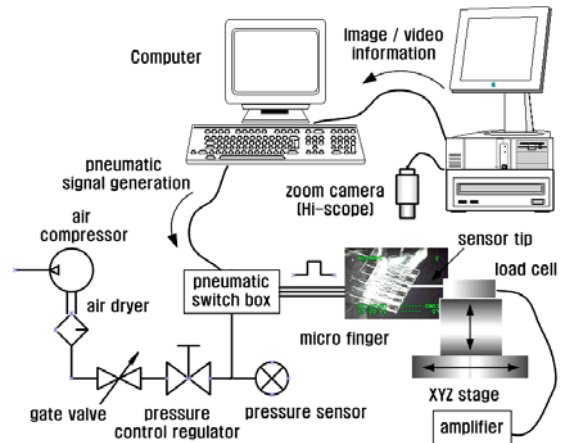 Image / video
information
Computer
pneumatic
signal generation
zoom camera
(Hi-scope)
air
compressor
sensor tip
load cell
air dryer
pneumatic
switch box
micro finger
XYZ stage
gate valve
pressure
control regulator
pressure sensor
amplifier